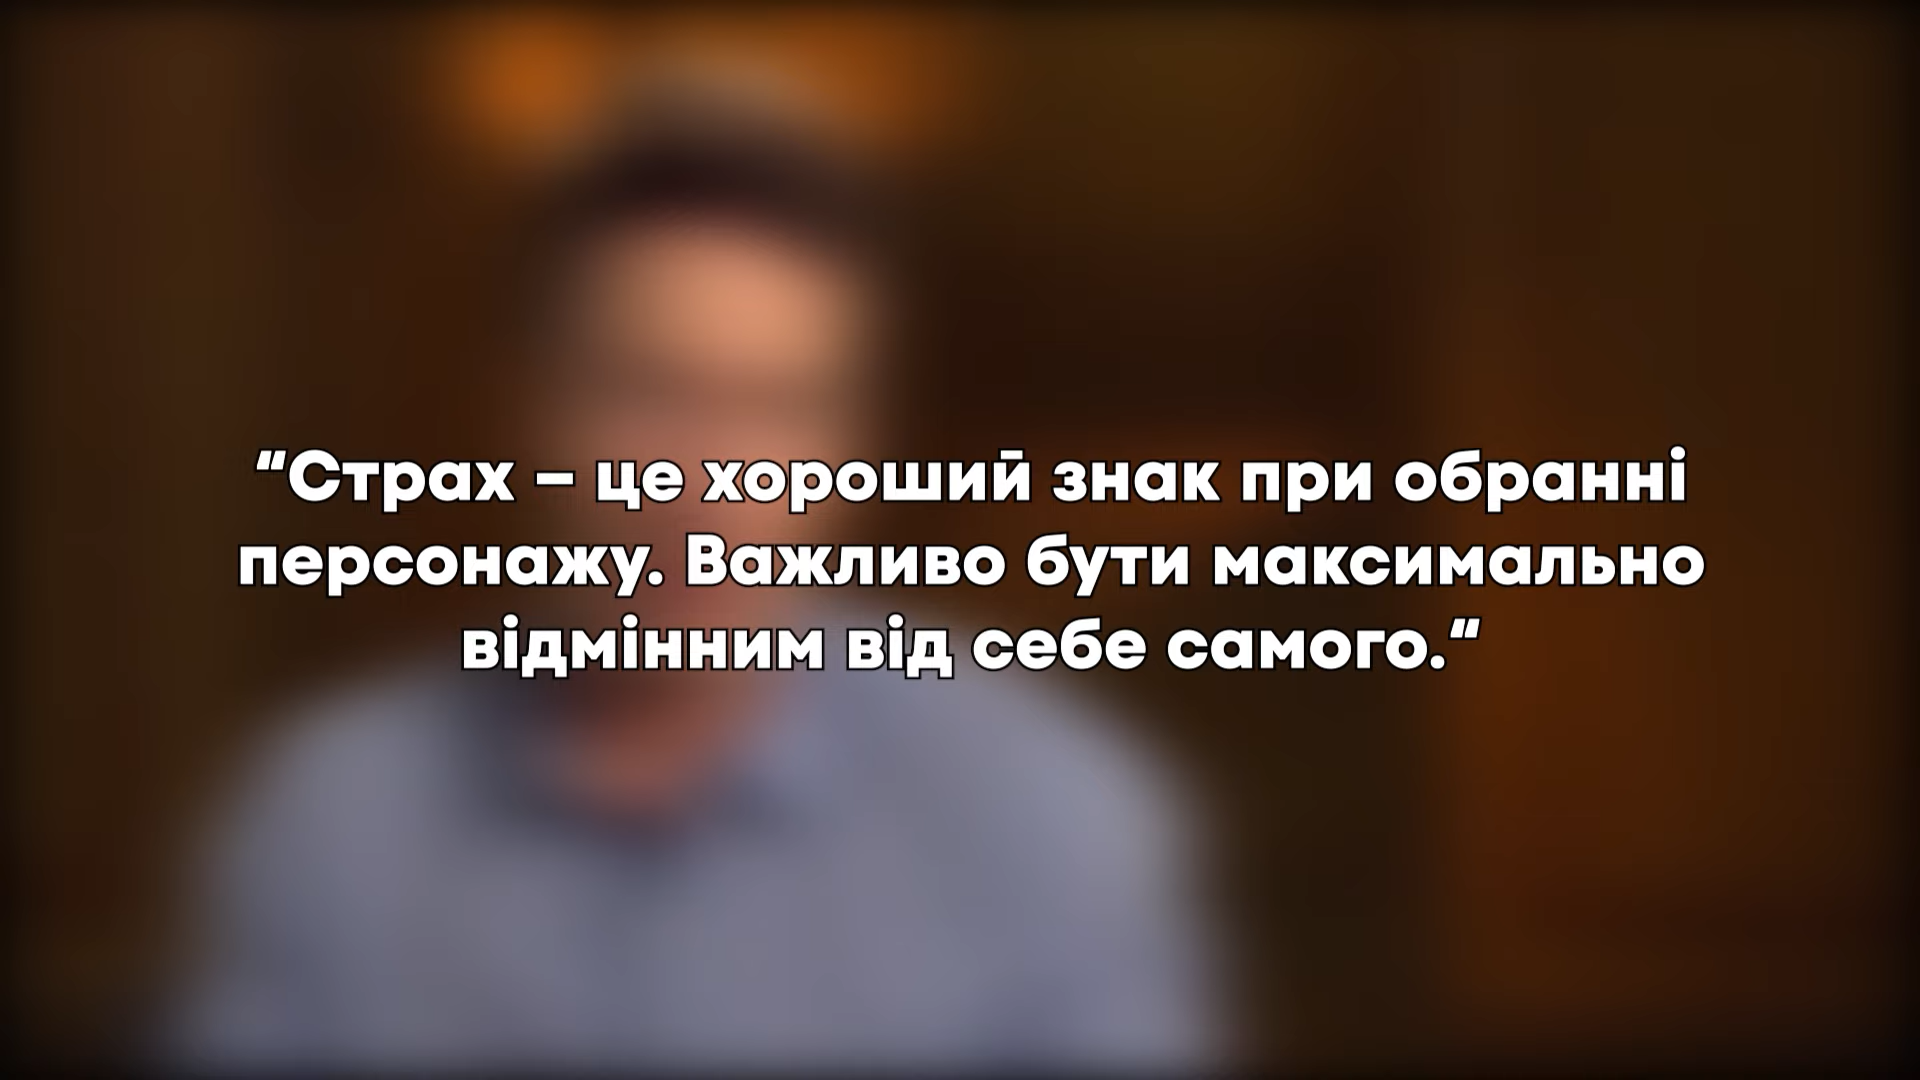 “Страх – це хороший знак при обранні
персонажу. Важливо бути максимально
відмінним від себе самого.“